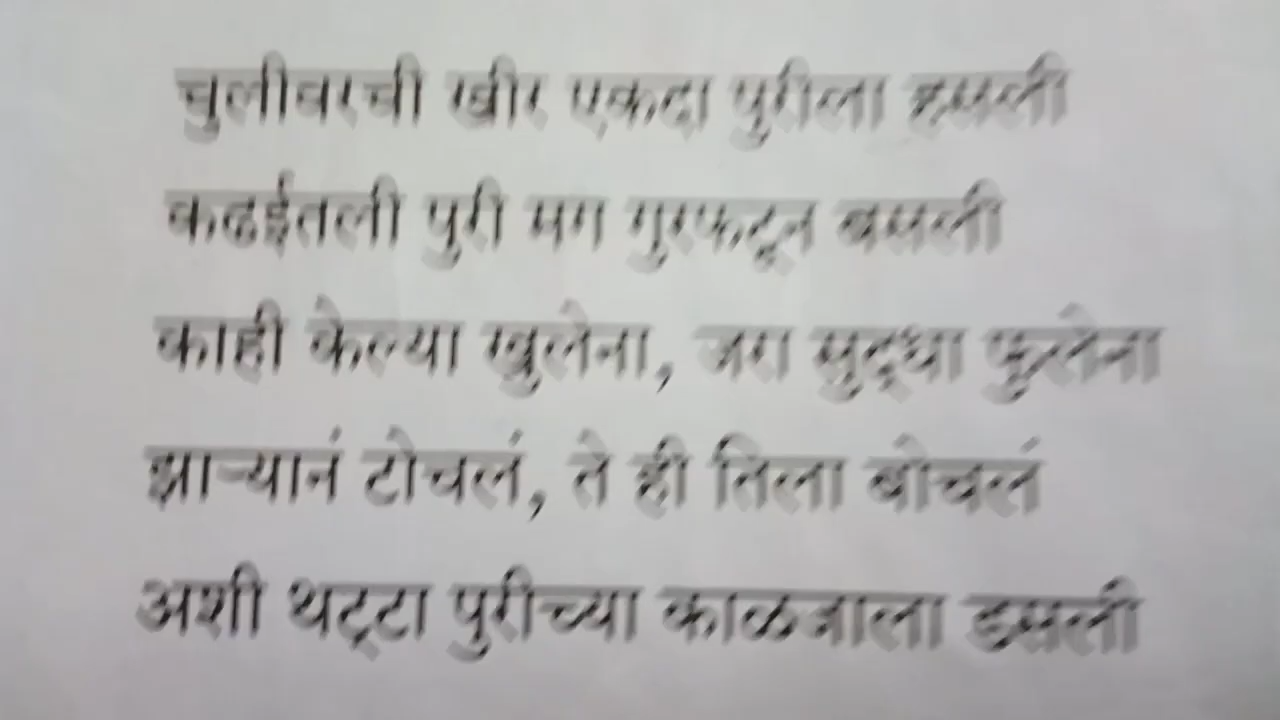 चुलीवरची खीर एकदा पुरीला हसली
कढईतली पुरी मग गुरफटून बसली
काही केल्या खुलेना, जरा सुद्धा फुलेना
झाऱ्यानं टोचलं, ते ही तिला बोचलं
अशी थट्टा पुरीच्या काळजाला डसली